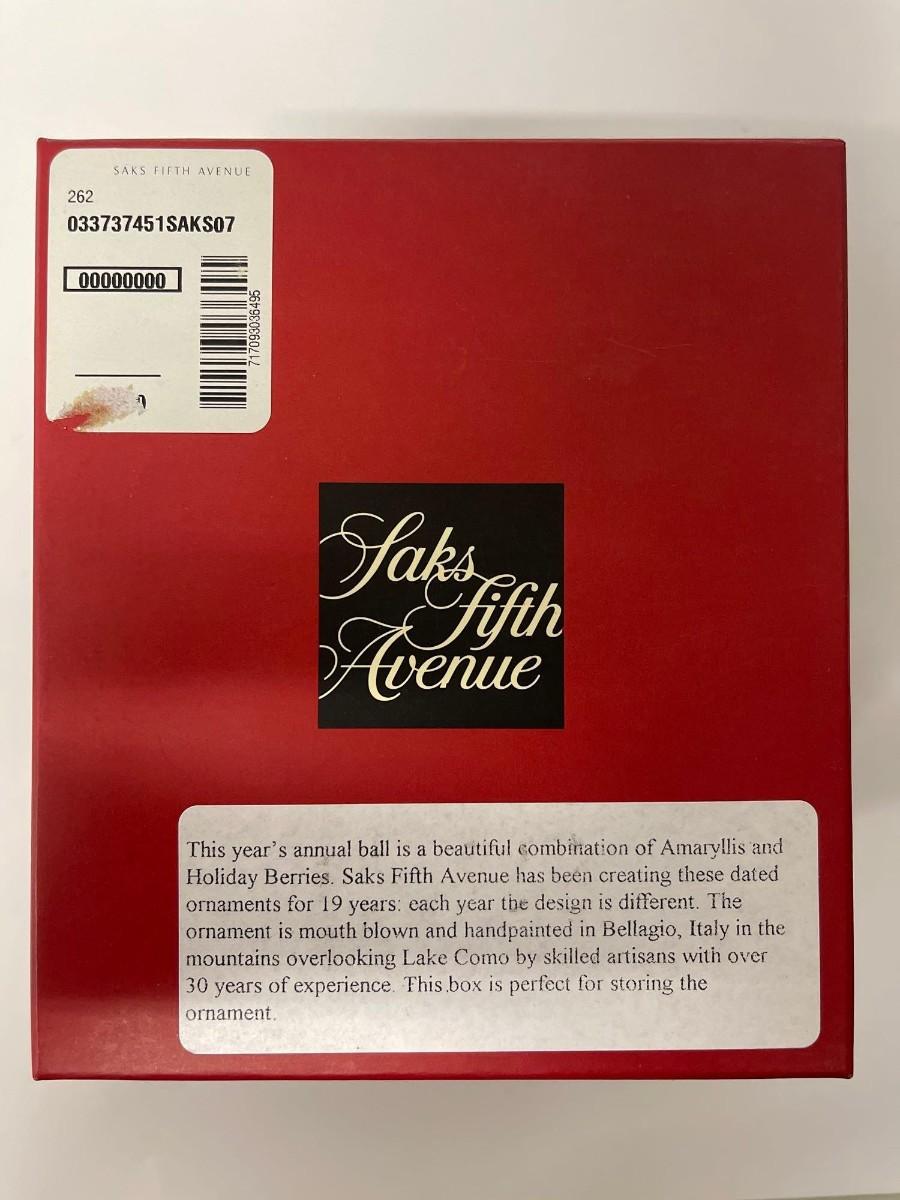 SAKS FIFTH AVENUE
262
033737451SAKS07
00000000
717093036495
Saks
fifth
Avenue
This year's annual ball is a beautiful combination of Amaryllis and
Holiday Berries. Saks Fifth Avenue has been creating these dated
ornaments for 19 years: each year the design is different. The
ornament is mouth blown and handpainted in Bellagio, Italy in the
mountains overlooking Lake Como by skilled artisans with over
30 years of experience. This box is perfect for storing the
ornament.